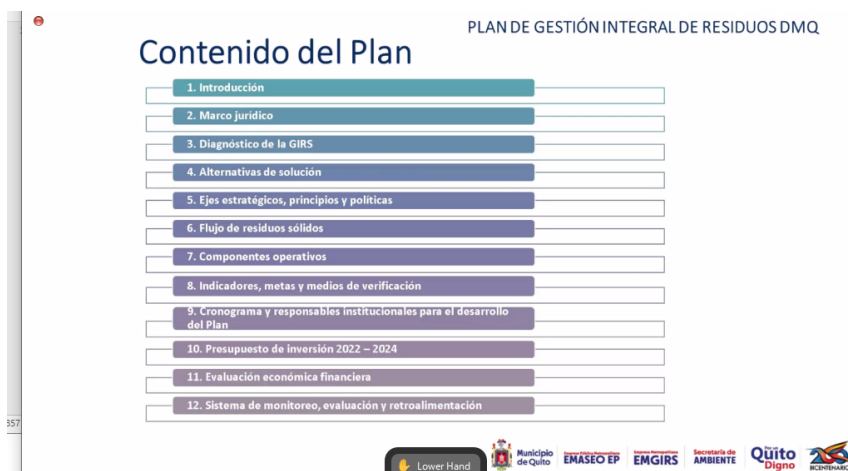 PLAN DE GESTIÓN INTEGRAL DE RESIDUOS DMQ
Contenido del Plan
1. Introducción
2. Marco jurídico
3. Diagnóstico de la GIRS
4. Alternativas de solución
5. Ejes estratégicos, principios y políticas
6. Flujo de residuos sólidos
7. Componentes operativos
8. Indicadores, metas y medios de verificación
9. Cronograma y responsables institucionales para el desarrollo
del Plan
10. Presupuesto de inversión 2022 – 2024
11. Evaluación económica financiera
12. Sistema de monitoreo, evaluación y retroalimentación
357
Lower Hand
Municipio
de Quito
EMASEO EP
EMGIRS
Secretaría de
AMBIENTE
Por un
Quito
Digno
BICENTENARIO